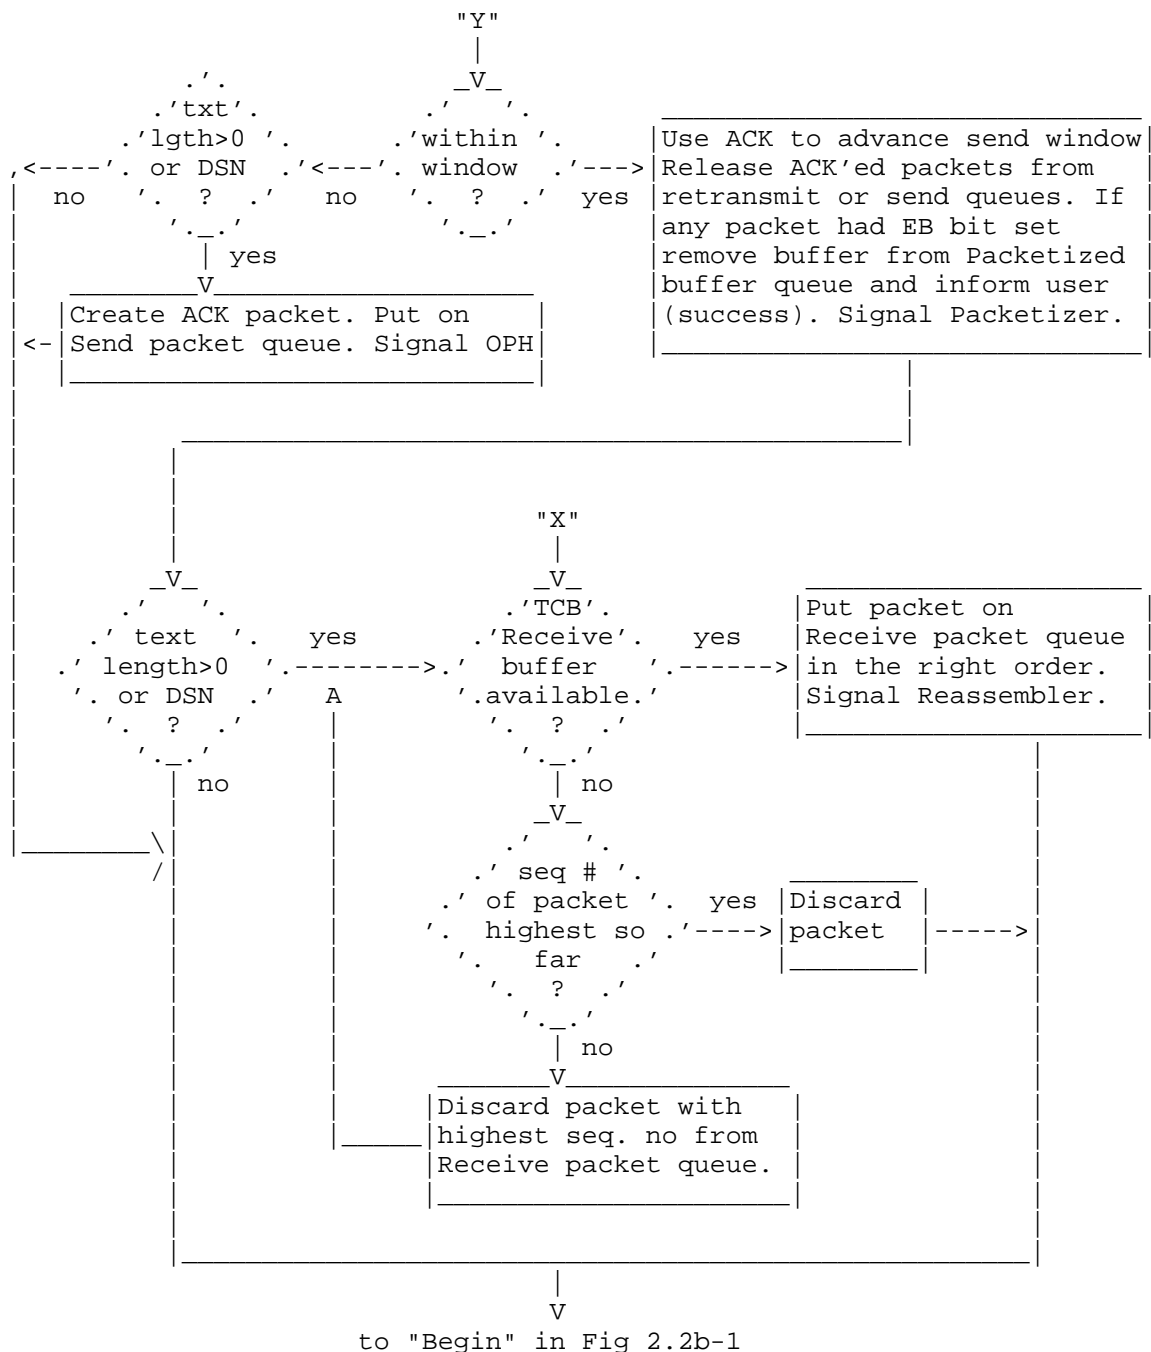 "Y"
txt
lgth>0
or DSN
?
no
yes
within
window
?
no
yes
Use ACK to advance send window
Release ACK'ed packets from
retransmit or send queues. If
any packet had EB bit set
remove buffer from Packetized
buffer queue and inform user
(success). Signal Packetizer.
Create ACK packet. Put on
Send packet queue. Signal OPH
"X"
text
length>0
or DSN
?
yes
A
no
TCB
Receive
buffer
available.
?
yes
no
Put packet on
Receive packet queue
in the right order.
Signal Reassembler.
seq #
of packet
highest so
far
?
yes
no
Discard
packet
Discard packet with
highest seq. no from
Receive packet queue.
to "Begin" in Fig 2.2b-1